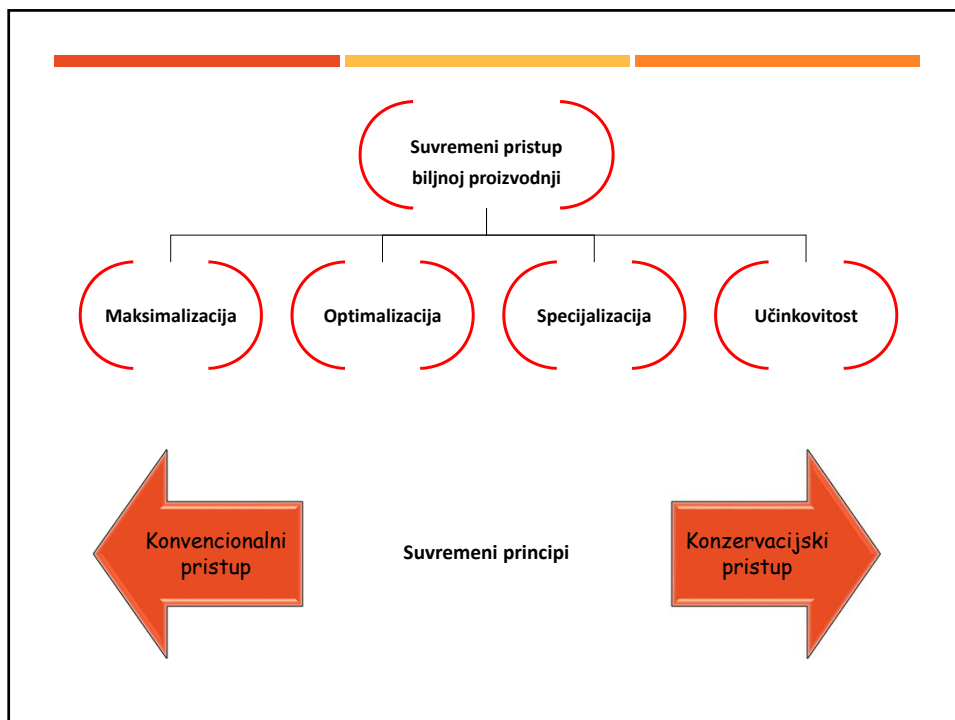 Suvremeni pristup
biljnoj proizvodnji
Maksimalizacija
Optimalizacija
Specijalizacija
Učinkovitost
Konvencionalni
pristup
Suvremeni principi
Konzervacijski
pristup